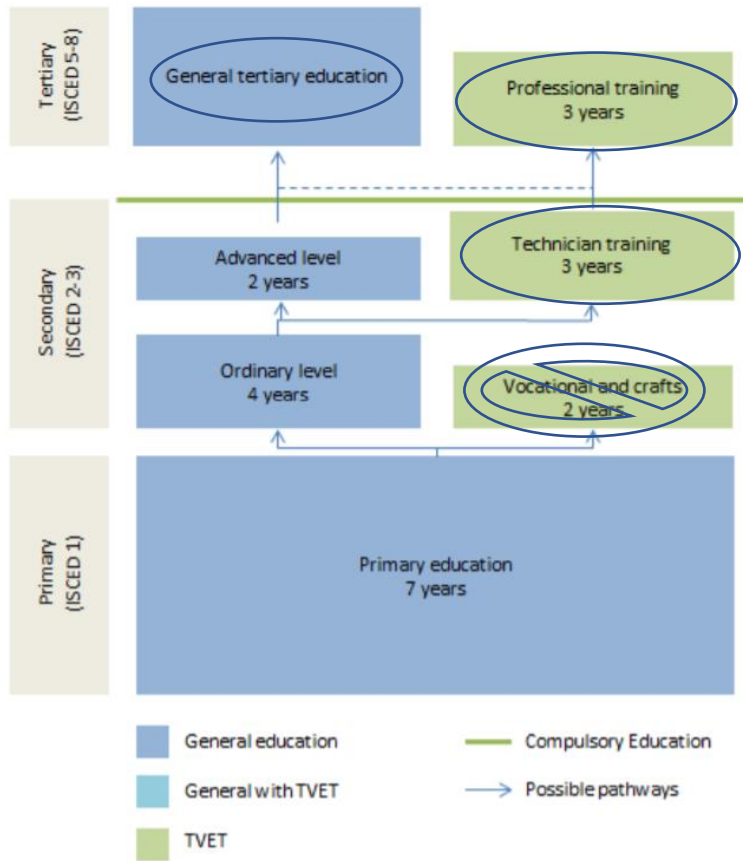 Tertiary
(ISCED 5-8)
General tertiary education
Professional training
3 years
Secondary
(ISCED 2-3)
Advanced level
2 years
Technician training
3 years
Ordinary level
4 years
Vocational and crafts
2 years
Primary
(ISCED 1)
Primary education
7 years
General education
Compulsory Education
General with TVET
Possible pathways
TVET